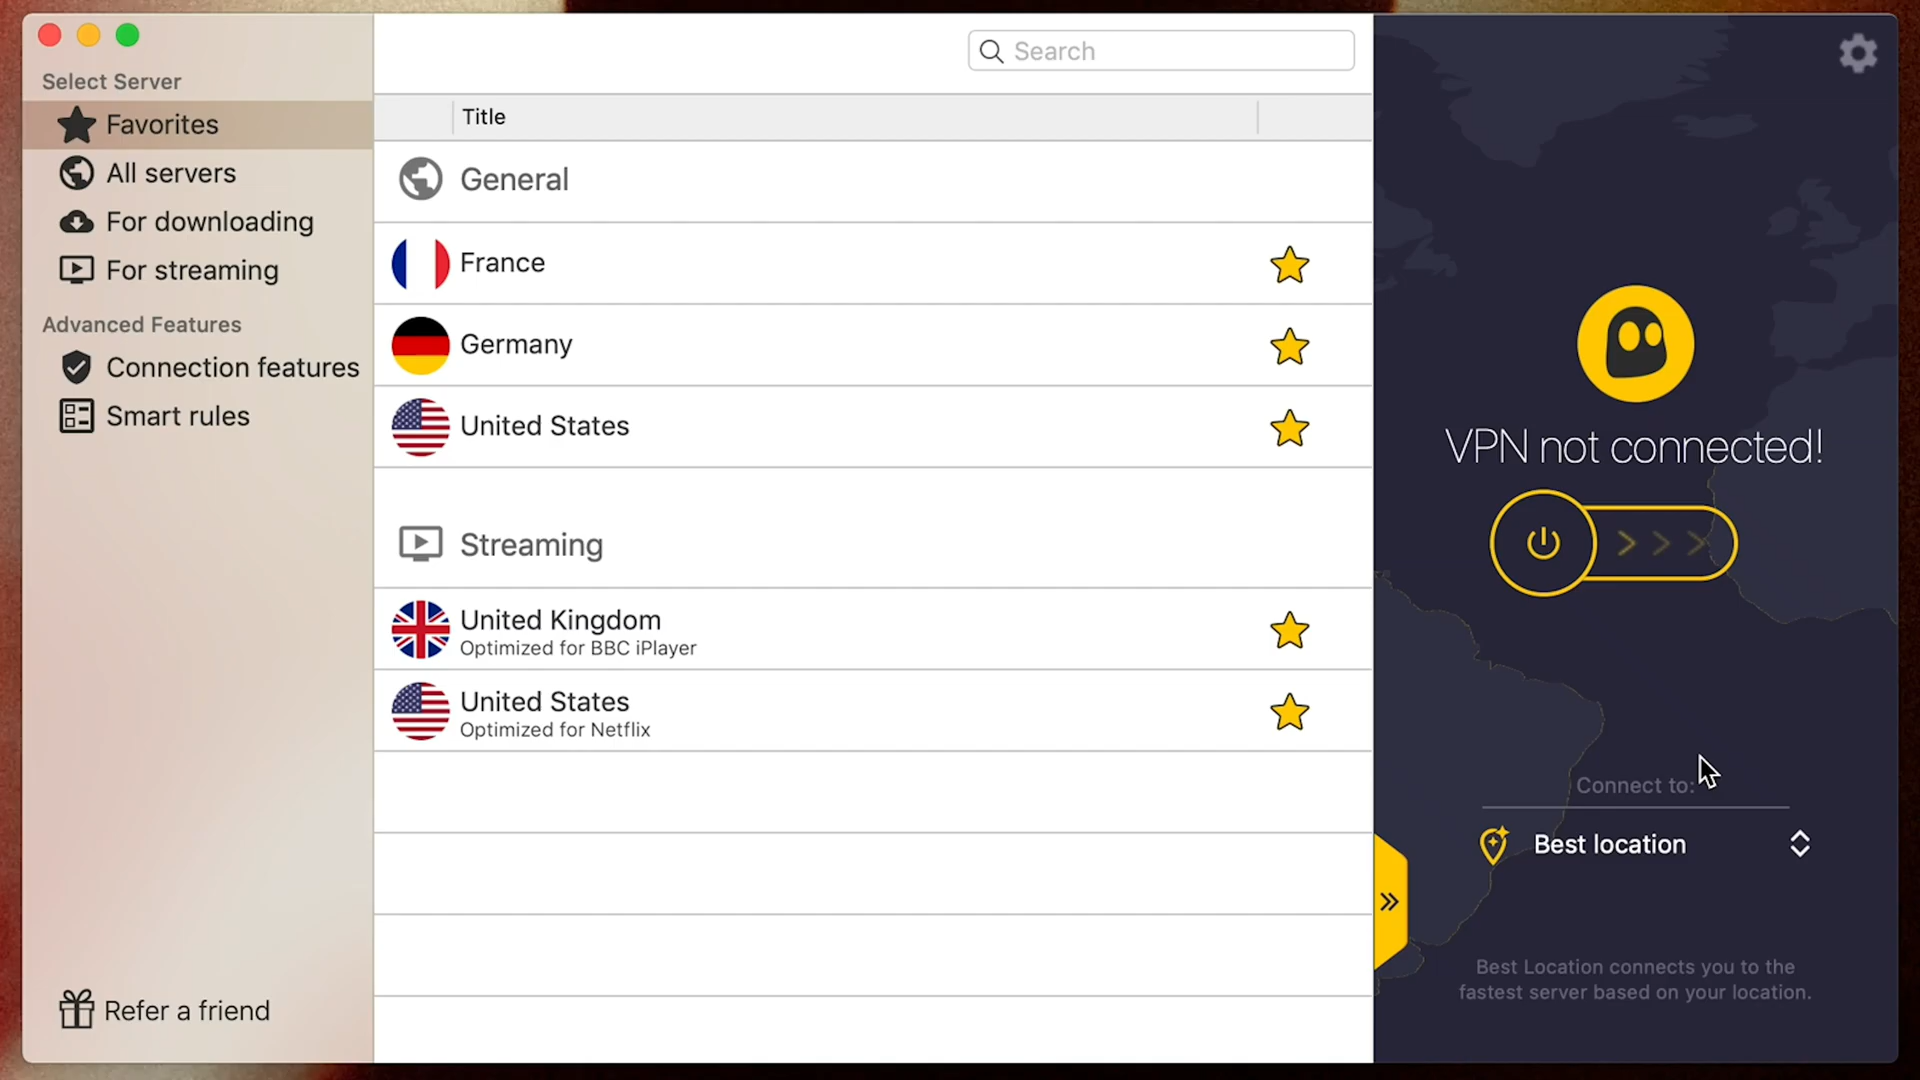 Select Server
Favorites
All servers
For downloading
For streaming
Advanced Features
Connection features
Smart rules
Refer a friend
Search
Title
General
France
Germany
United States
Streaming
United Kingdom
Optimized for BBC iPlayer
United States
Optimized for Netflix
VPN not connected!
Connect to:
Best location
Best Location connects you to the
fastest server based on your location.